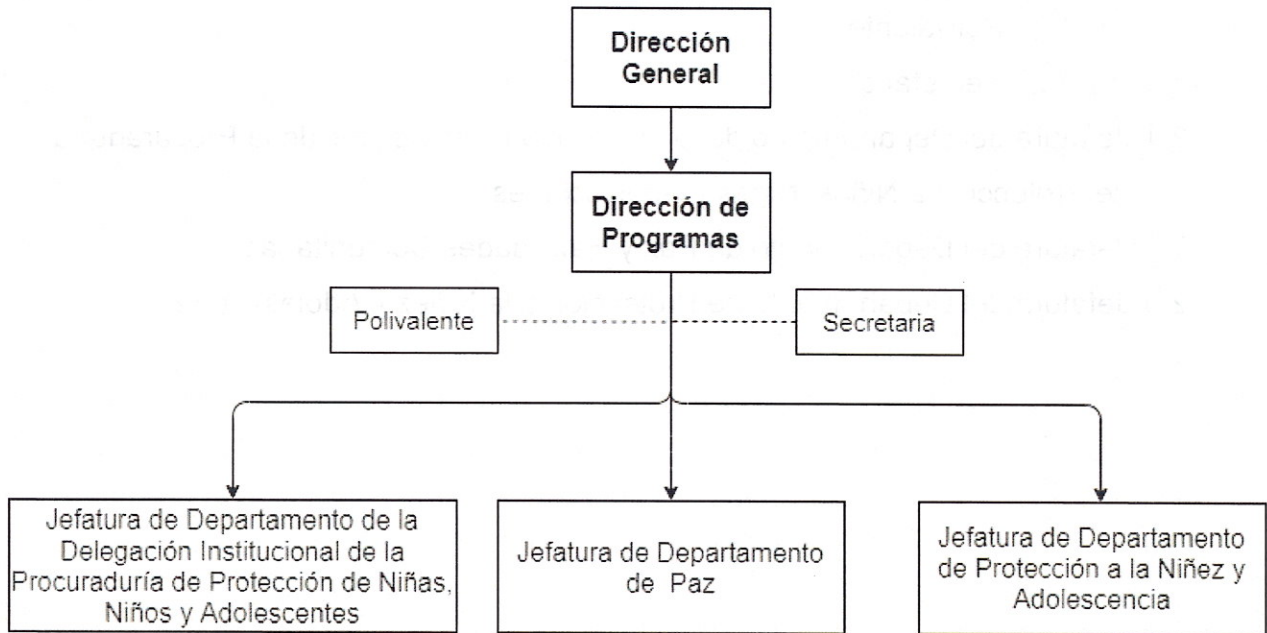 Dirección
General
Dirección de
Programas
Polivalente
Secretaria
Jefatura de Departamento de la
Delegación Institucional de la
Procuraduría de Protección de Niñas,
Niños y Adolescentes
Jefatura de Departamento
de Paz
Jefatura de Departamento
de Protección a la Niñez y
Adolescencia